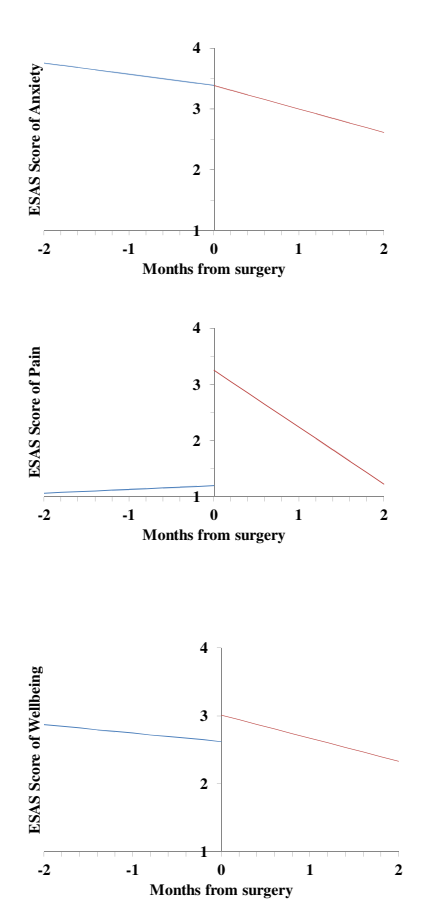 ESAS Score of Anxiety
4
3
2
1
-2 -1 0 1 2
Months from surgery
ESAS Score of Pain
4
3
2
1
-2 -1 0 1 2
Months from surgery
ESAS Score of Wellbeing
4
3
2
1
-2 -1 0 1 2
Months from surgery